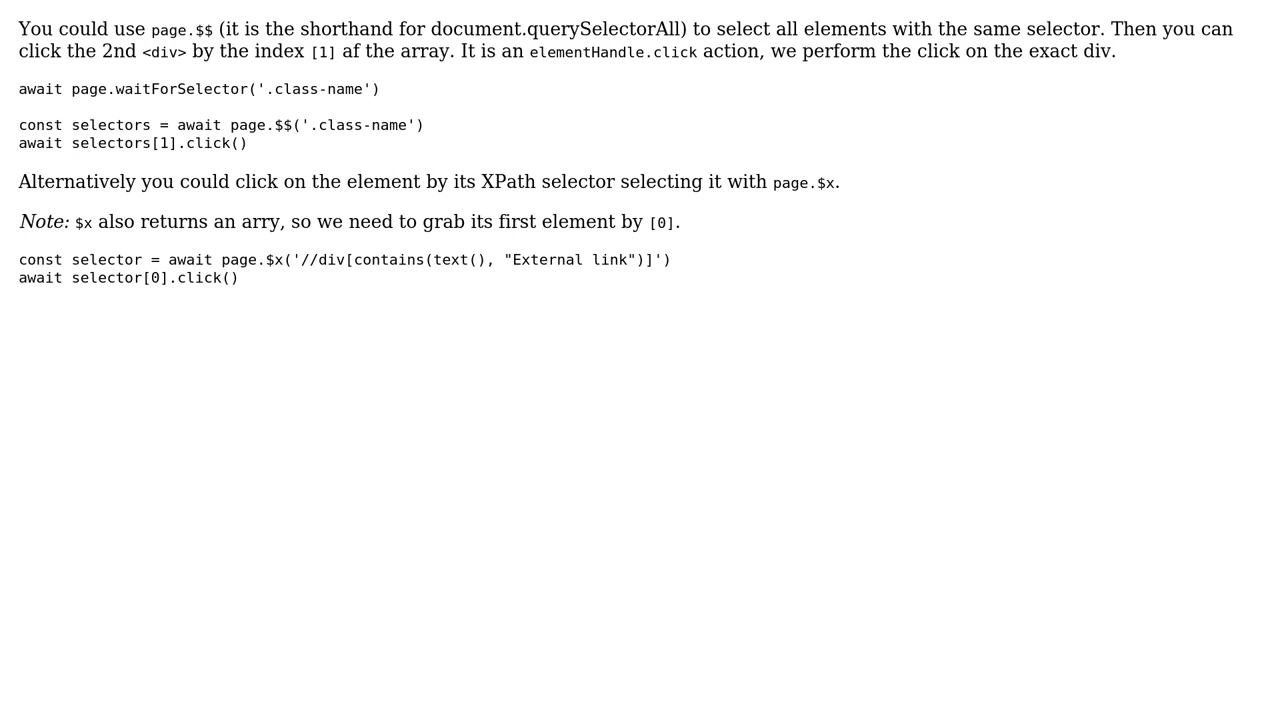 You could use page.$$ (it is the shorthand for document.querySelectorAll) to select all elements with the same selector. Then you can
click the 2nd <div> by the index [1] af the array. It is an elementHandle.click action, we perform the click on the exact div.
await page.waitForSelector('.class-name')
const selectors = await page.$$('.class-name')
await selectors[1].click()
Alternatively you could click on the element by its XPath selector selecting it with page.$x.
Note: $x also returns an arry, so we need to grab its first element by [0].
const selector = await page.$x('//div[contains(text(), "External link")]')
await selector[0].click()